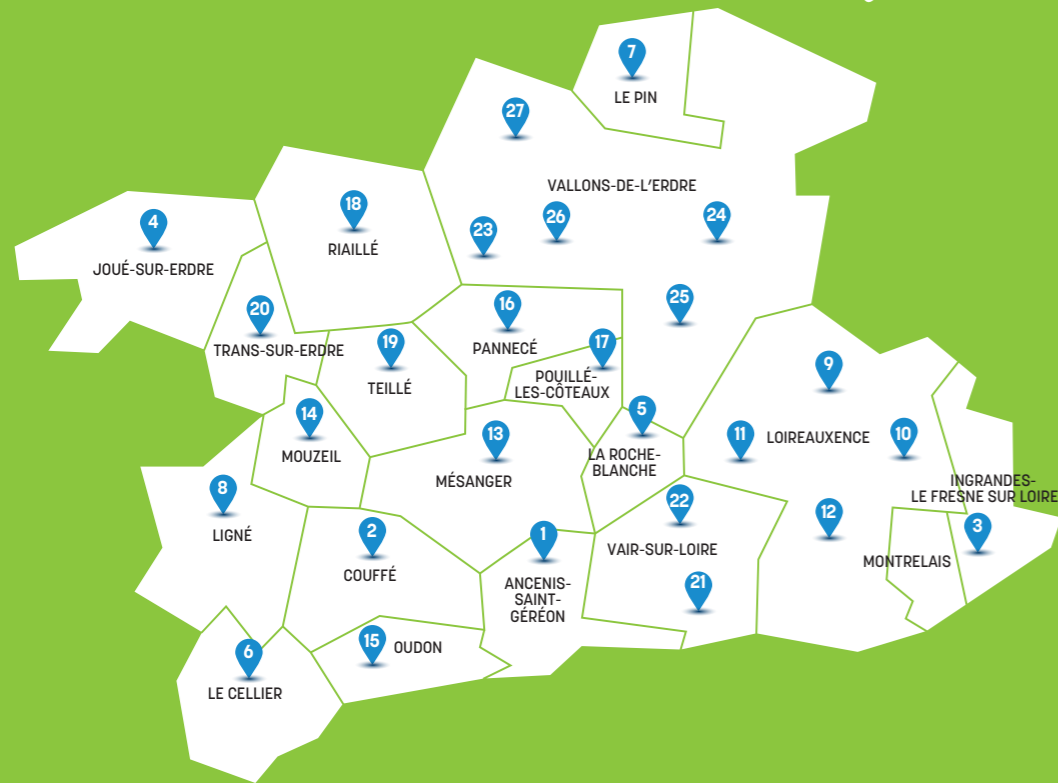 7
LE PIN
27
VALLONS-DE-L'ERDRE
18
RIAILLÉ
4
JOUÉ-SUR-ERDRE
23
26
24
20
TRANS-SUR-ERDRE
16
PANNECÉ
25
19
TEILLÉ
17
POUILLÉ-
LES-CÔTEAUX
9
14
MOUZEIL
13
MÉSANGER
5
LA ROCHE-
BLANCHE
11
LOIREAUXENCE
10
INGRANDES-
LE FRESNE SUR LOIRE
8
LIGNÉ
2
COUFFÉ
1
ANCENIS-
SAINT-
GÉRÉON
22
VAIR-SUR-LOIRE
21
12
MONTRELAIS
3
6
LE CELLIER
15
OUDON